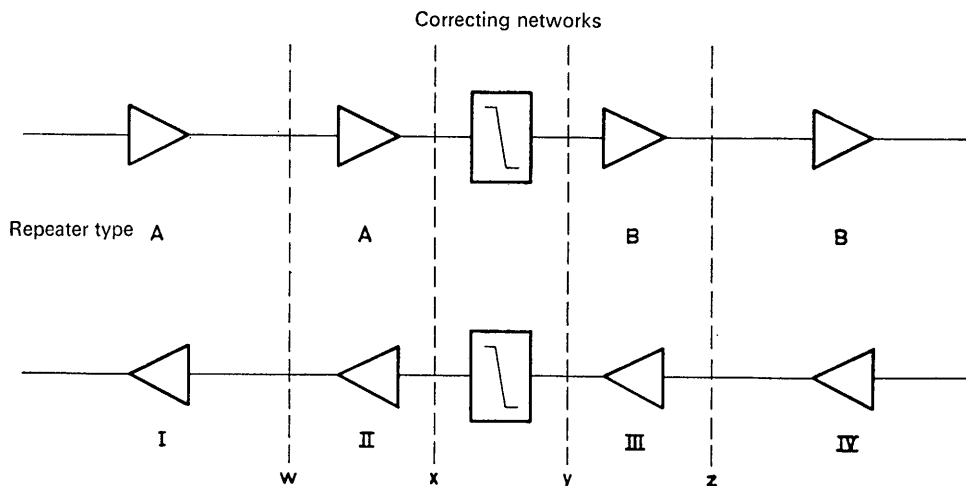 Correcting networks
Repeater type A A B B
I II III IV
w x y z